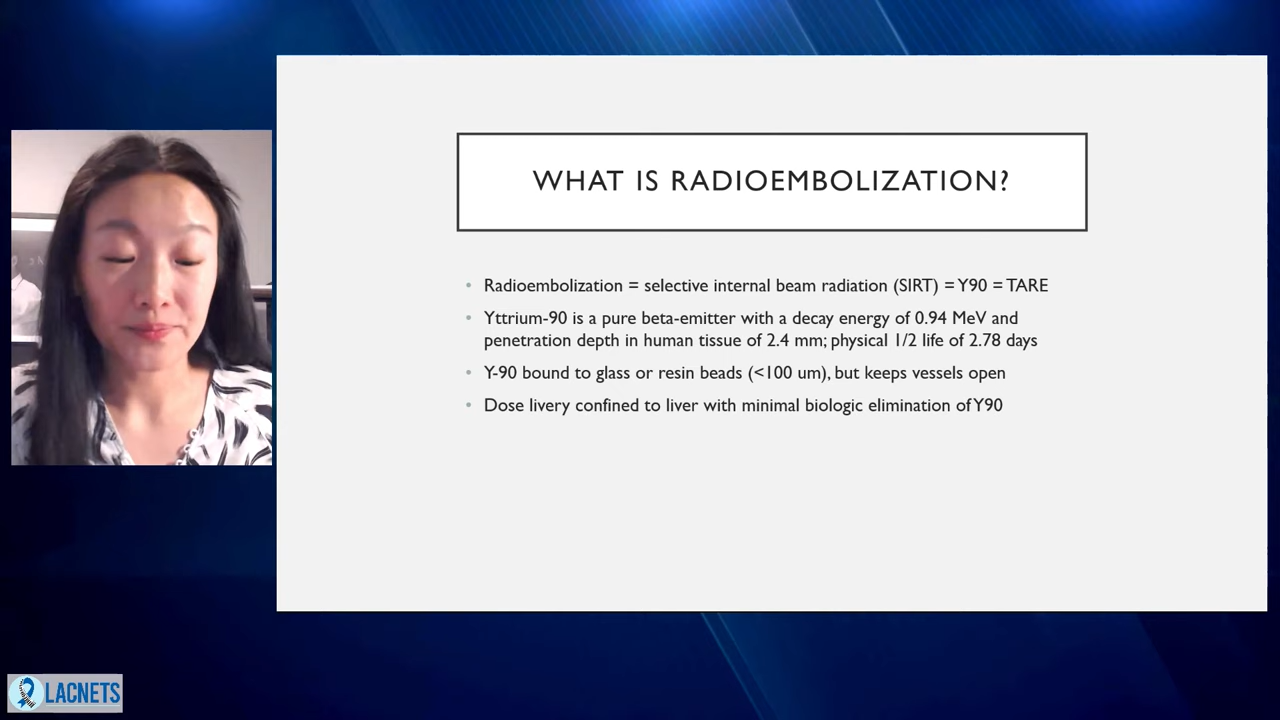 WHAT IS RADIOEMBOLIZATION?
• Radioembolization = selective internal beam radiation (SIRT) = Y90 = TARE
• Yttrium-90 is a pure beta-emitter with a decay energy of 0.94 MeV and
penetration depth in human tissue of 2.4 mm; physical 1/2 life of 2.78 days
• Y-90 bound to glass or resin beads (<100 um), but keeps vessels open
• Dose livery confined to liver with minimal biologic elimination of Y90
LACNETS